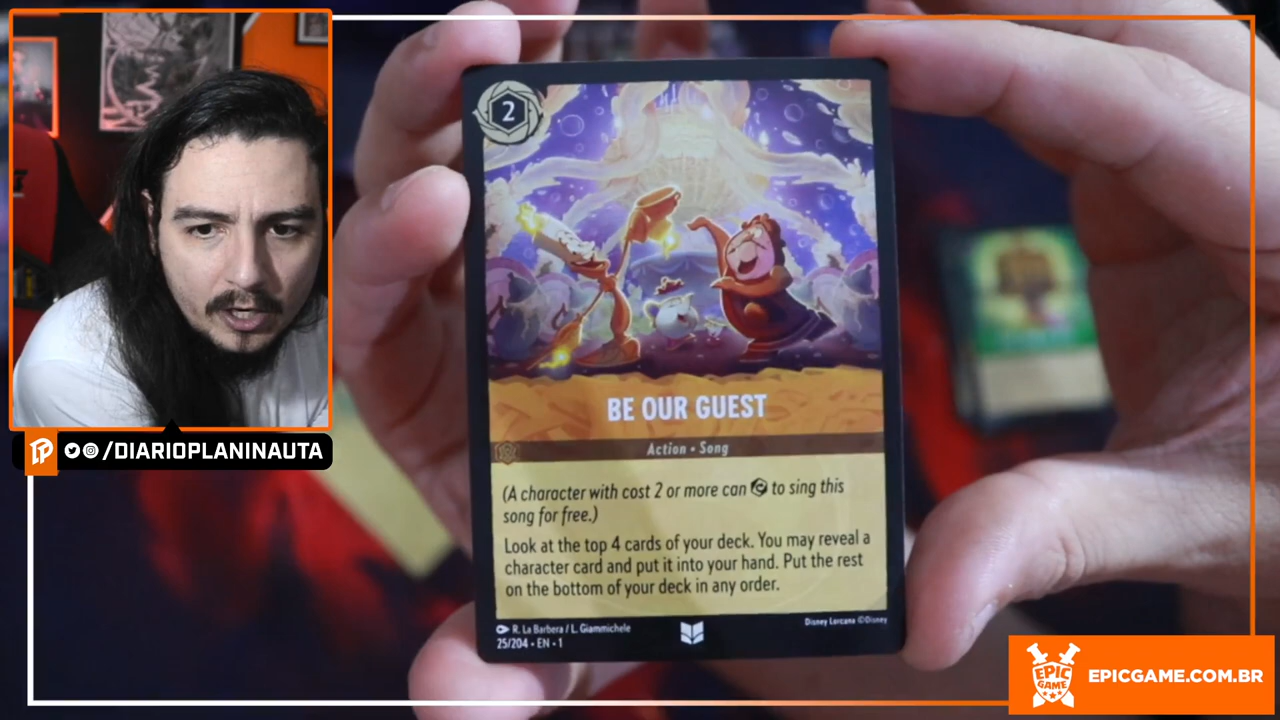 2
BE OUR GUEST
Action • Song
(A character with cost 2 or more can to sing this
song for free.)
Look at the top 4 cards of your deck. You may reveal a
character card and put it into your hand. Put the rest
on the bottom of your deck in any order.
R. La Barbera / L. Giammichele
25/204 • EN • 1
Disney Lorcana ©Disney
/DIARIOPLANINAUTA
EPIC
GAME
EPICGAME.COM.BR